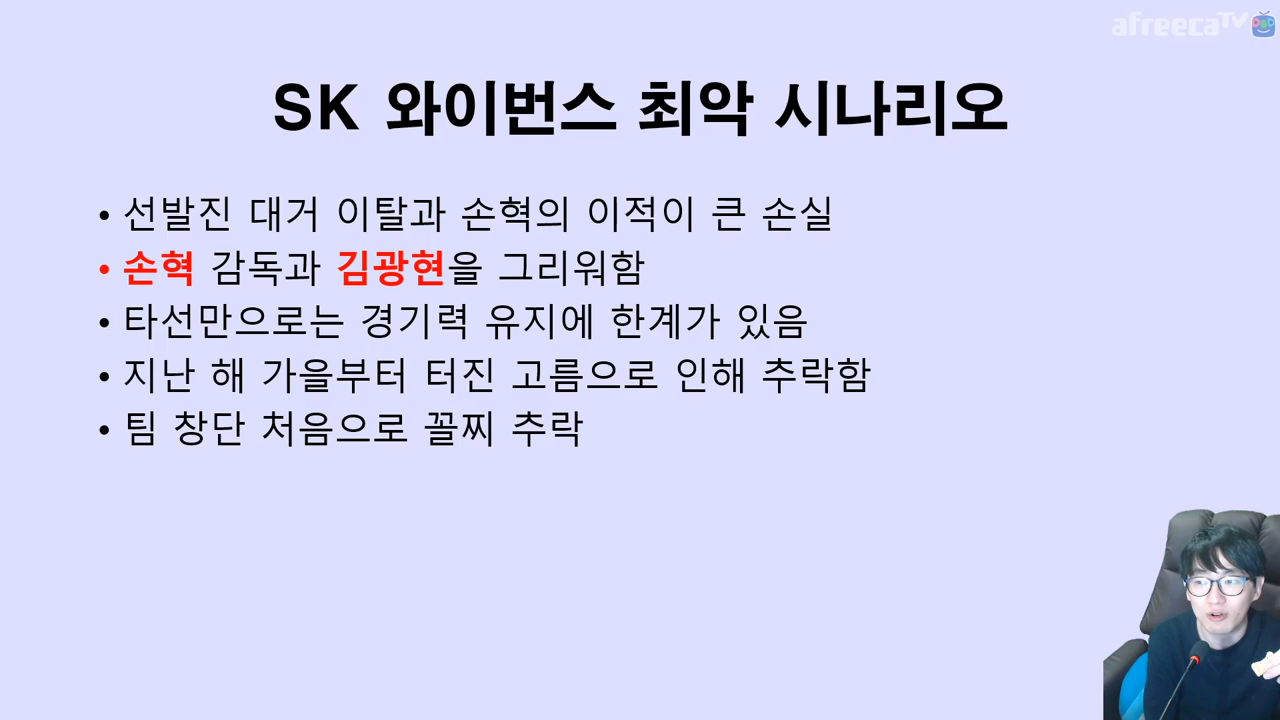 afreecaTV
SK 와이번스 최악 시나리오
• 선발진 대거 이탈과 손혁의 이적이 큰 손실
• 손혁 감독과 김광현을 그리워함
• 타선만으로는 경기력 유지에 한계가 있음
• 지난 해 가을부터 터진 고름으로 인해 추락함
• 팀 창단 처음으로 꼴찌 추락